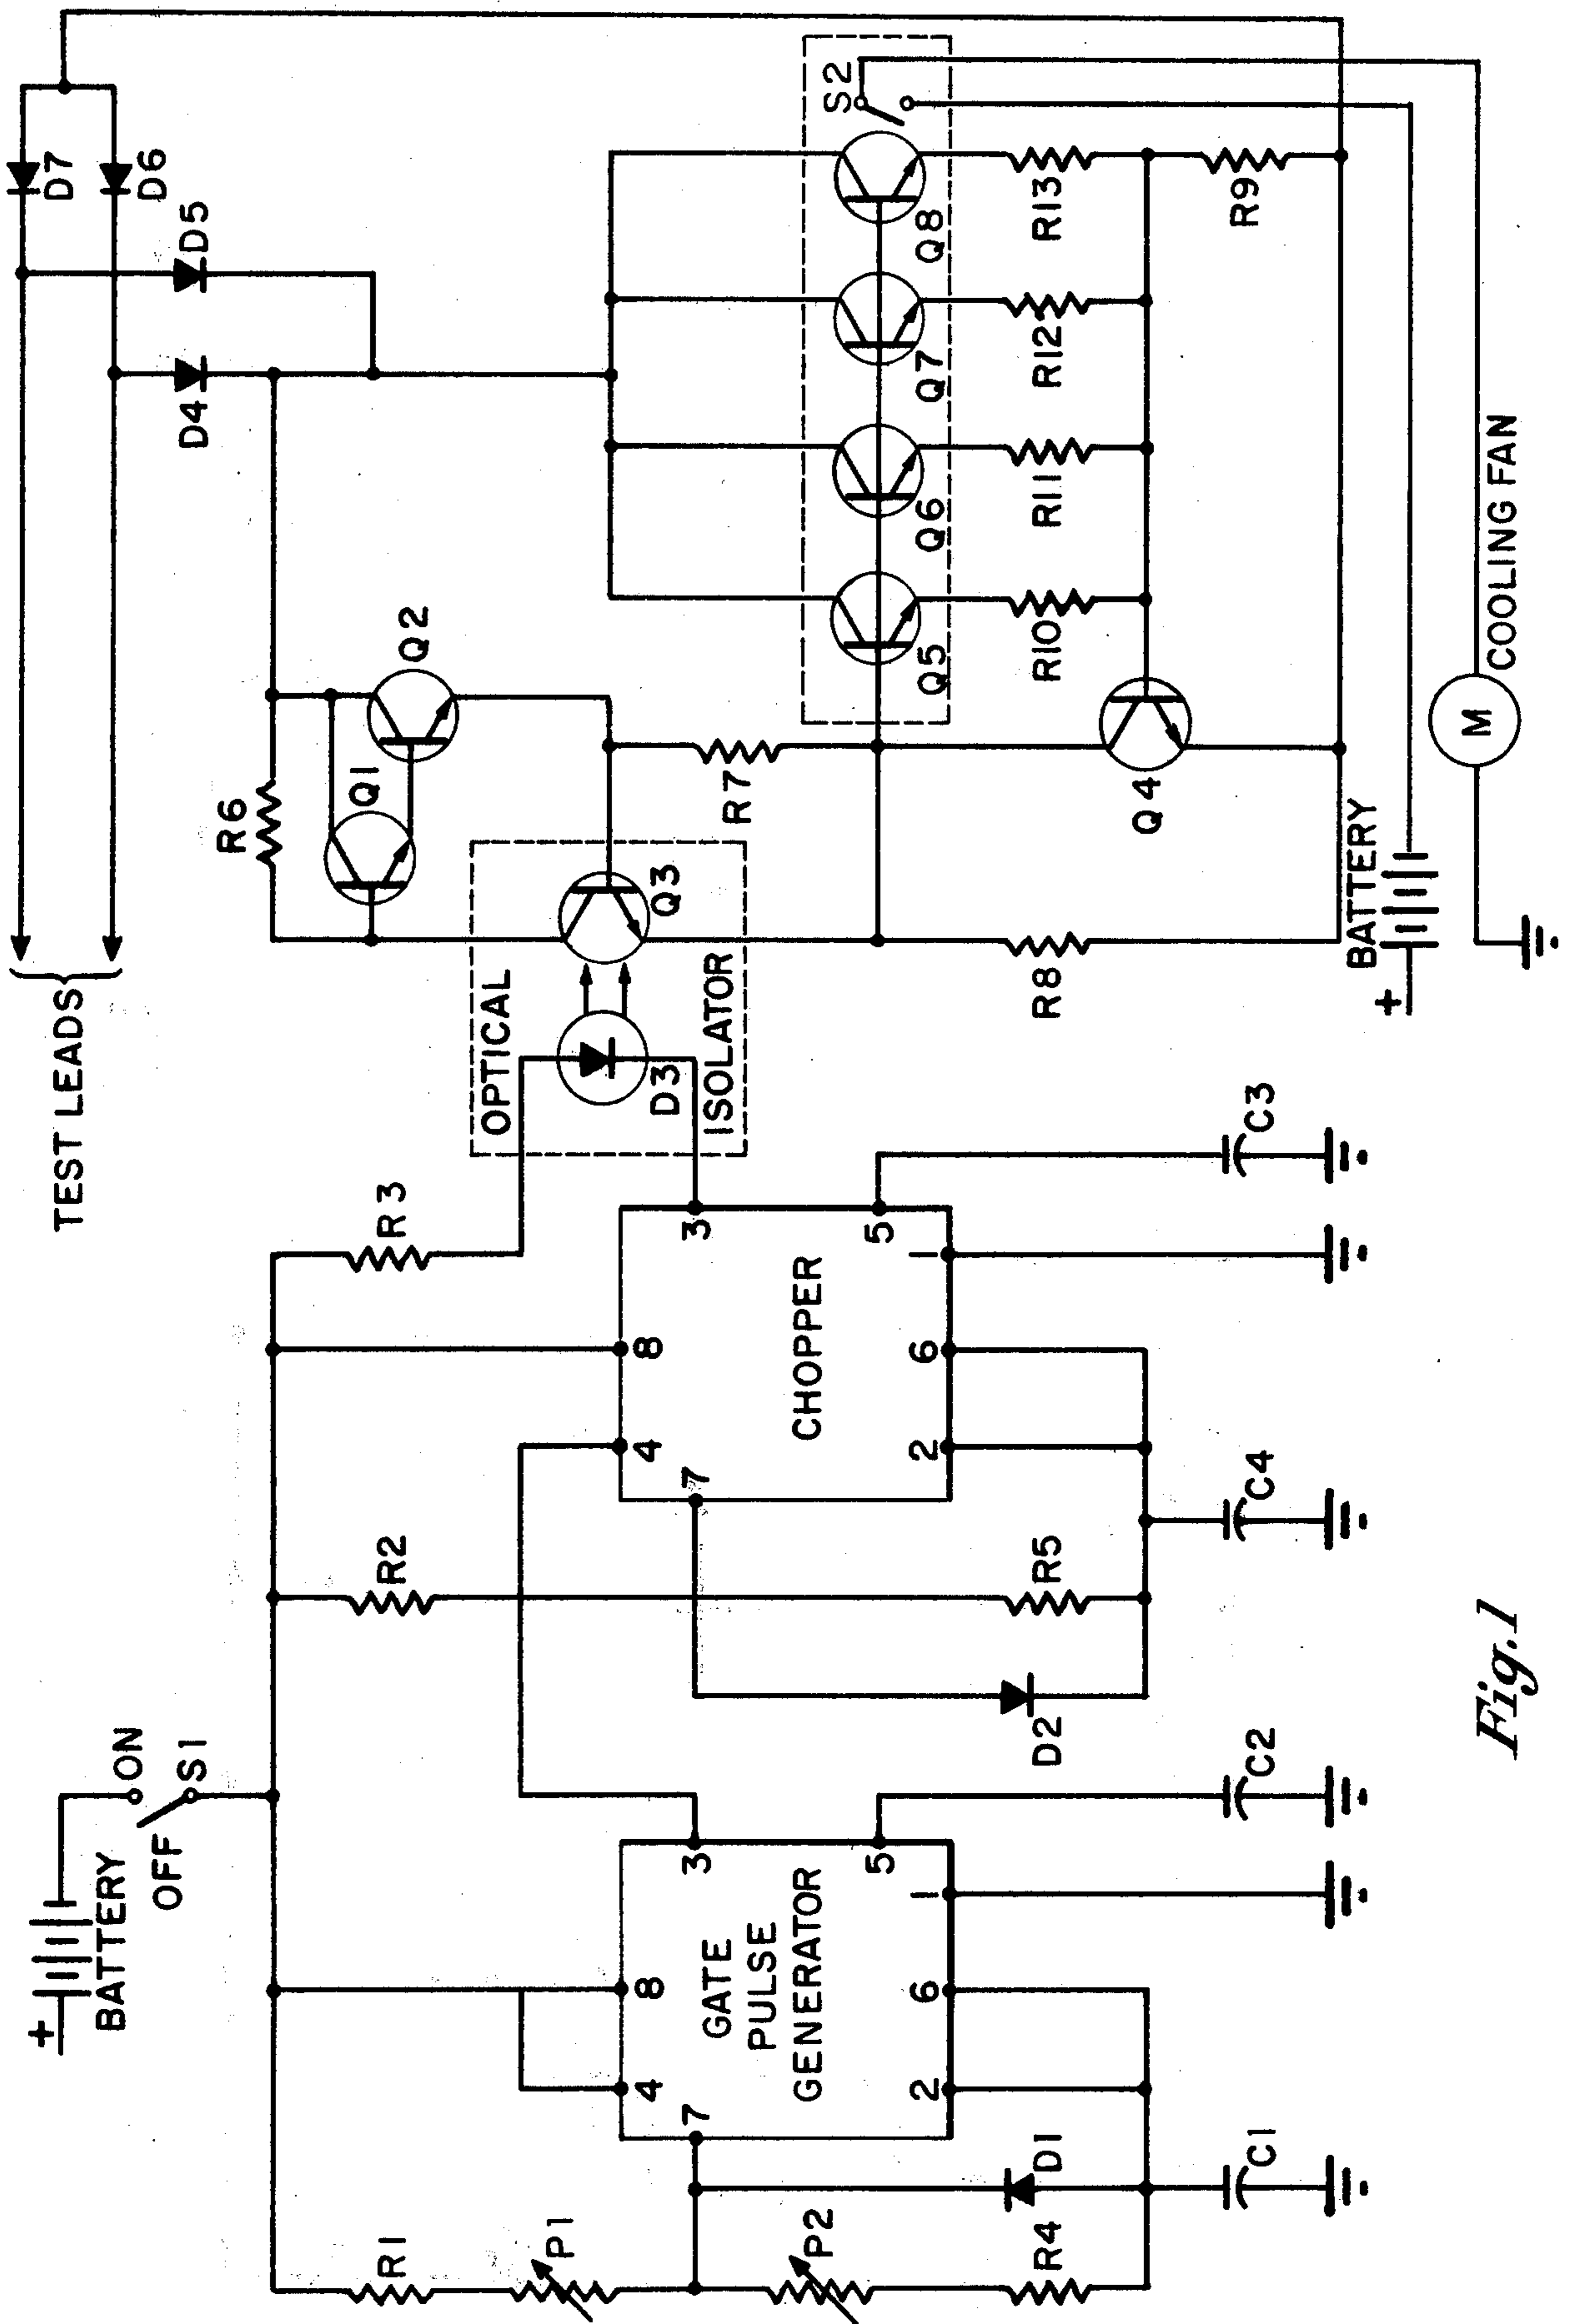 +
BATTERY
ON
OFF
S1
R1
P1
P2
R4
D1
C1
GATE
PULSE
GENERATOR
4
8
7
3
2
6
1
5
C2
R2
D2
R5
C4
CHOPPER
4
8
7
3
2
6
1
5
C3
R3
OPTICAL
ISOLATOR
D3
Q3
TEST LEADS
R6
Q1
Q2
R7
R8
Q4
D4
D5
D6
D7
Q5
Q6
Q7
Q8
S2
R10
R11
R12
R13
R9
BATTERY
+
M
COOLING FAN
Fig.1